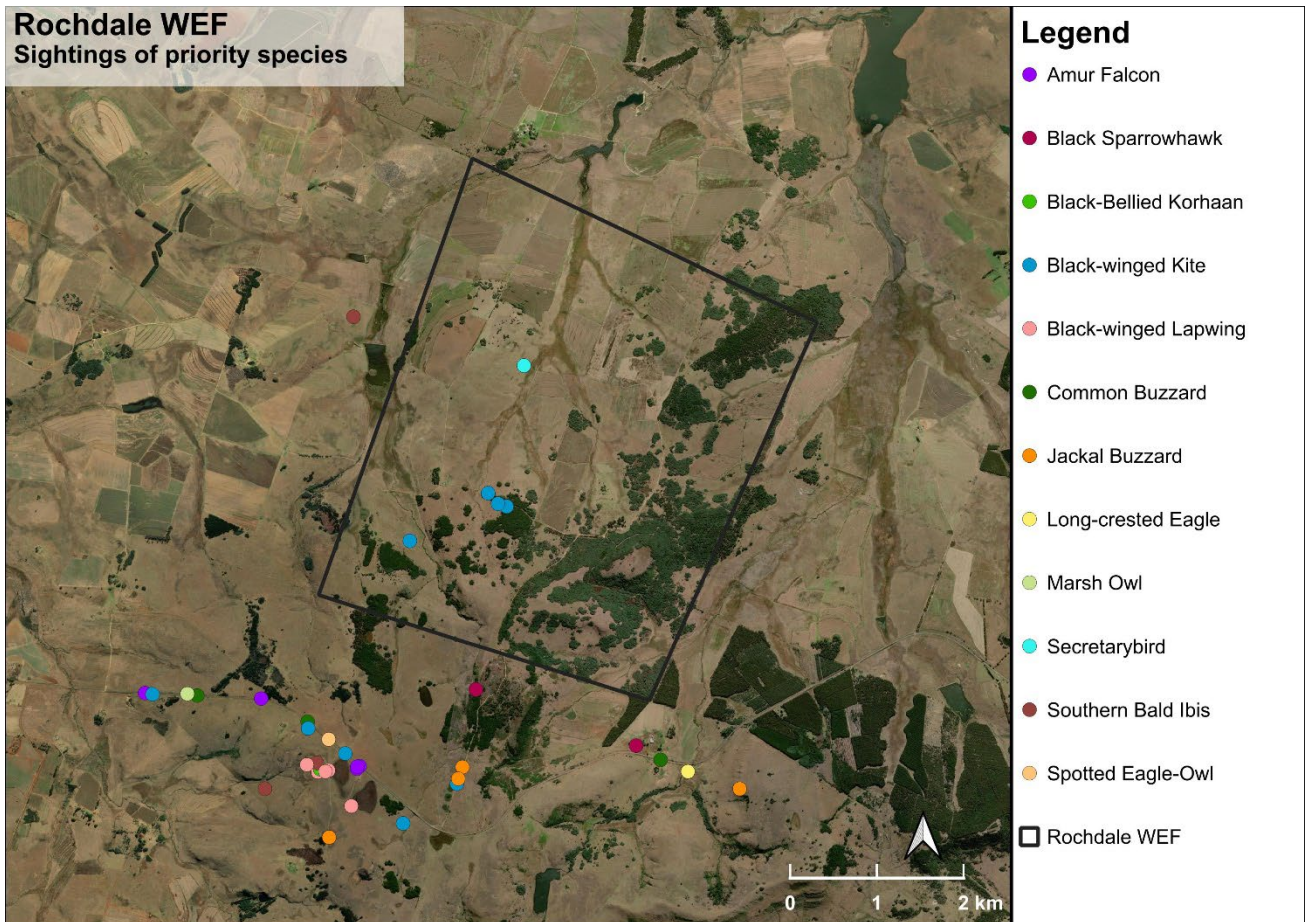 Rochdale WEF
Sightings of priority species
Legend
Amur Falcon
Black Sparrowhawk
Black-Bellied Korhaan
Black-winged Kite
Black-winged Lapwing
Common Buzzard
Jackal Buzzard
Long-crested Eagle
Marsh Owl
Secretarybird
Southern Bald Ibis
Spotted Eagle-Owl
Rochdale WEF
0 1 2 km